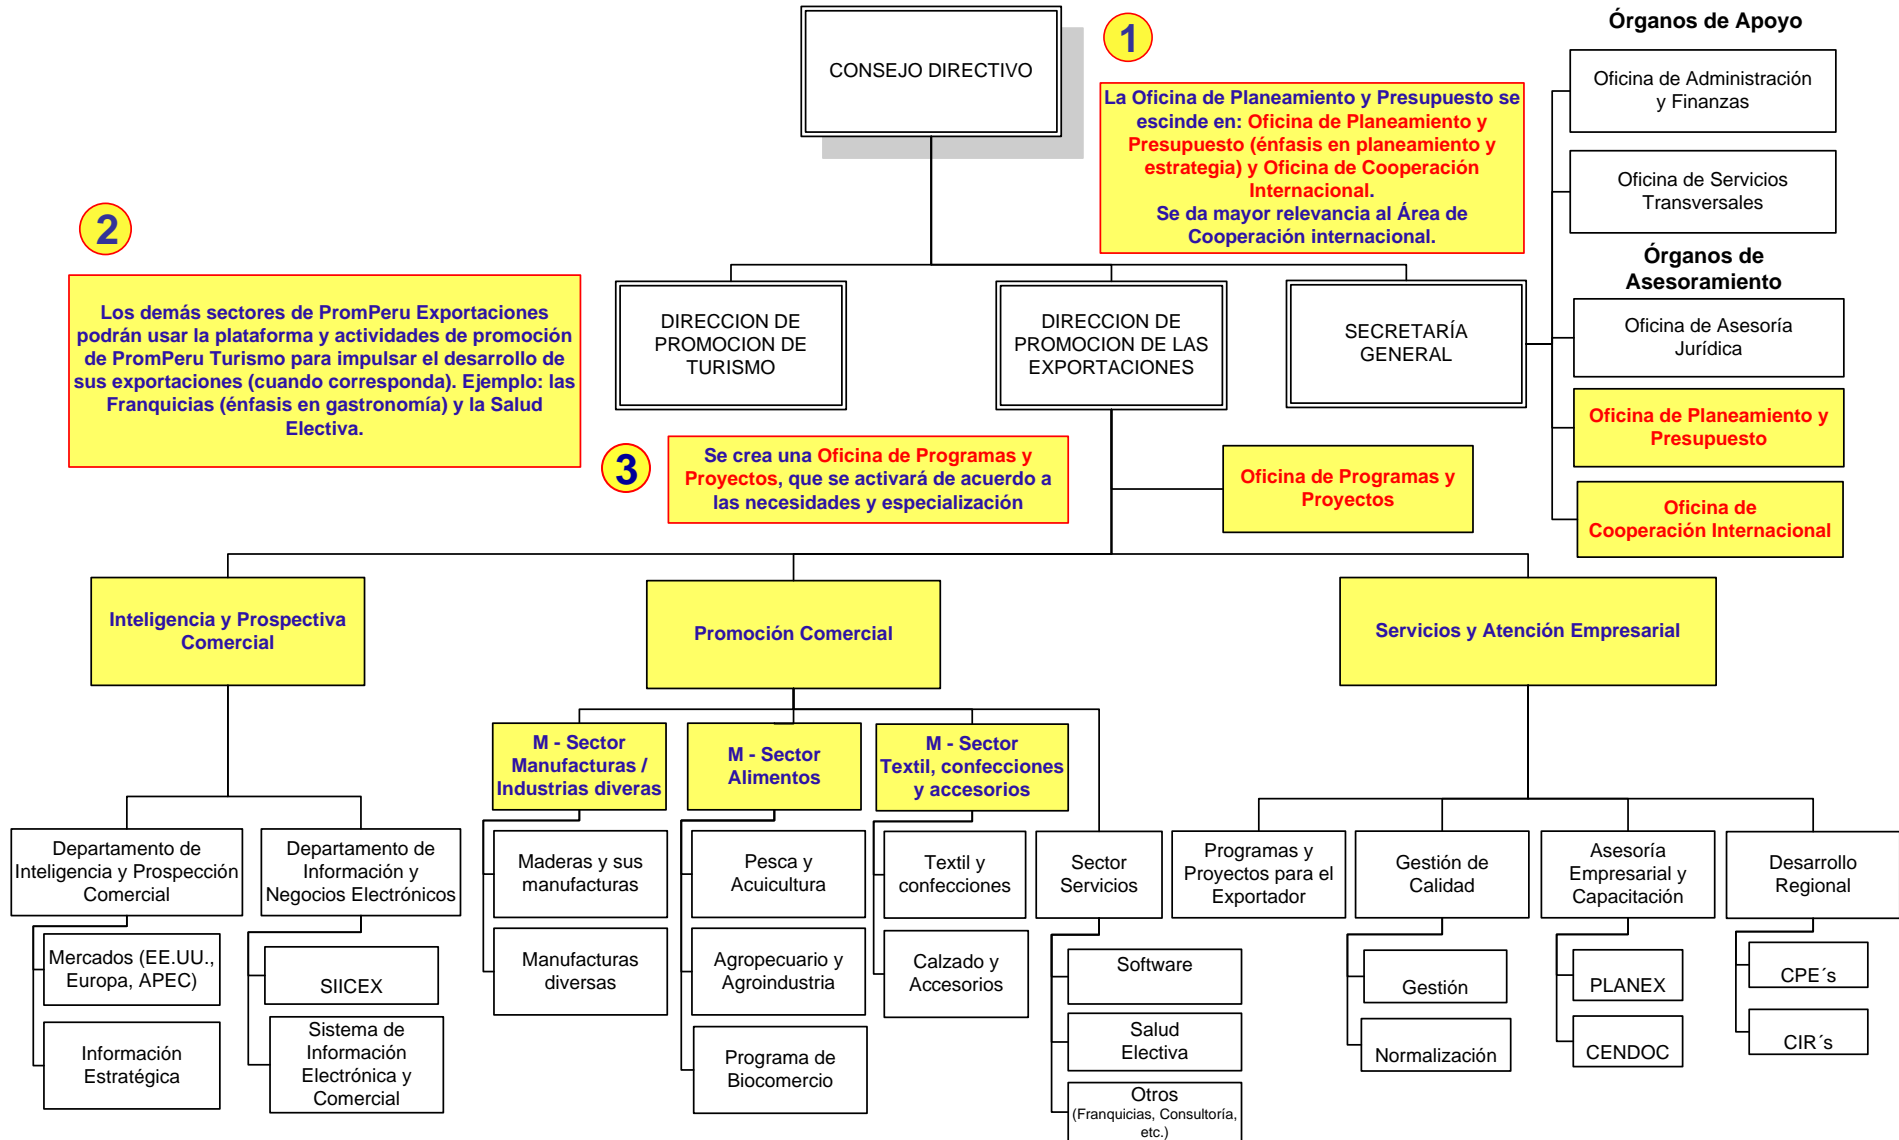 CONSEJO DIRECTIVO
1
La Oficina de Planeamiento y Presupuesto se
escinde en: Oficina de Planeamiento y
Presupuesto (énfasis en planeamiento y
estrategia) y Oficina de Cooperación
Internacional.
Se da mayor relevancia al Área de
Cooperación internacional.
Órganos de Apoyo
Oficina de Administración
y Finanzas
Oficina de Servicios
Transversales
Órganos de
Asesoramiento
Oficina de Asesoría
Jurídica
Oficina de Planeamiento y
Presupuesto
Oficina de
Cooperación Internacional
2
Los demás sectores de PromPeru Exportaciones
podrán usar la plataforma y actividades de promoción
de PromPeru Turismo para impulsar el desarrollo de
sus exportaciones (cuando corresponda). Ejemplo: las
Franquicias (énfasis en gastronomía) y la Salud
Electiva.
DIRECCION DE
PROMOCION DE
TURISMO
DIRECCION DE
PROMOCION DE LAS
EXPORTACIONES
SECRETARÍA
GENERAL
3
Se crea una Oficina de Programas y
Proyectos, que se activará de acuerdo a
las necesidades y especialización
Oficina de Programas y
Proyectos
Inteligencia y Prospectiva
Comercial
Promoción Comercial
Servicios y Atención Empresarial
M - Sector
Manufacturas /
Industrias diveras
M - Sector
Alimentos
M - Sector
Textil, confecciones
y accesorios
Departamento de
Inteligencia y Prospección
Comercial
Departamento de
Información y
Negocios Electrónicos
Maderas y sus
manufacturas
Pesca y
Acuicultura
Textil y
confecciones
Sector
Servicios
Programas y
Proyectos para el
Exportador
Gestión de
Calidad
Asesoría
Empresarial y
Capacitación
Desarrollo
Regional
Mercados (EE.UU.,
Europa, APEC)
SIICEX
Manufacturas
diversas
Agropecuario y
Agroindustria
Calzado y
Accesorios
Software
Gestión
PLANEX
CPE´s
Información
Estratégica
Sistema de
Información
Electrónica y
Comercial
Programa de
Biocomercio
Salud
Electiva
Normalización
CENDOC
CIR´s
Otros
(Franquicias, Consultoría,
etc.)